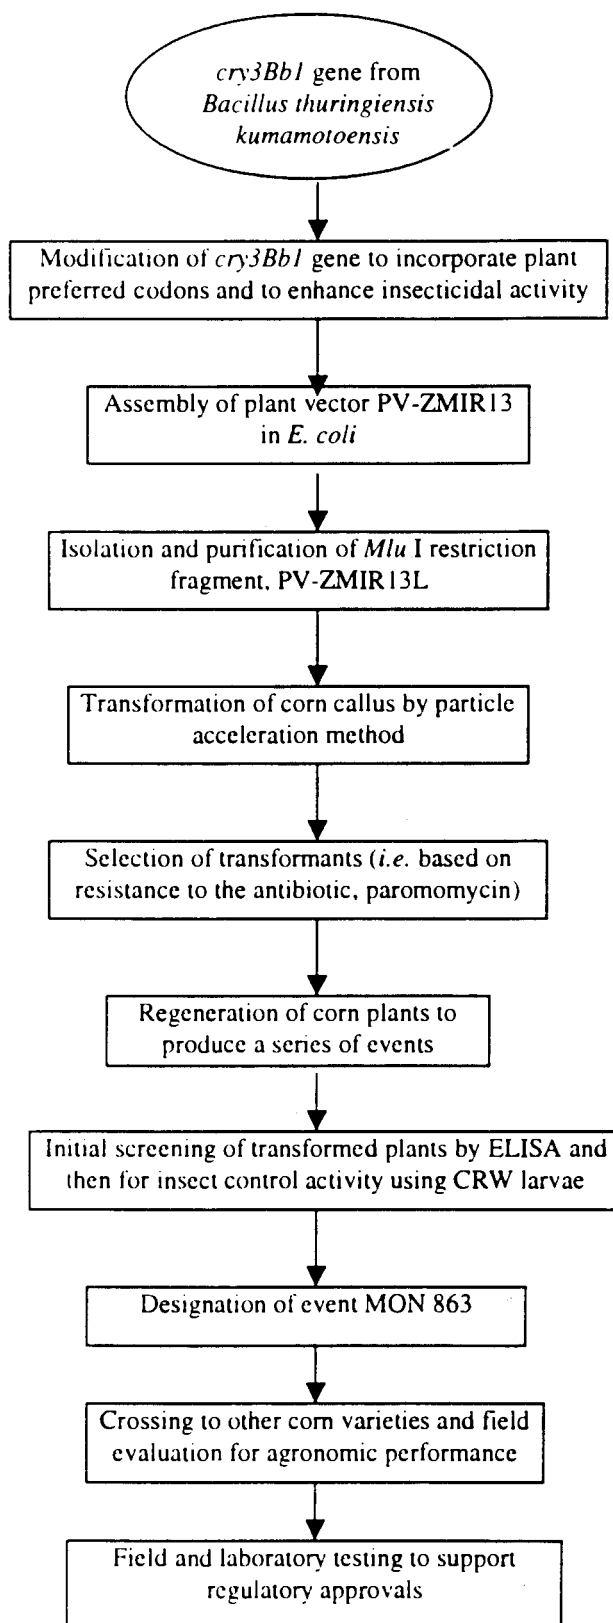 cry3Bb1 gene from
Bacillus thuringiensis
kumamotoensis
Modification of cry3Bb1 gene to incorporate plant
preferred codons and to enhance insecticidal activity
Assembly of plant vector PV-ZMIR13
in E. coli
Isolation and purification of Mlu I restriction
fragment, PV-ZMIR13L
Transformation of corn callus by particle
acceleration method
Selection of transformants (i.e. based on
resistance to the antibiotic, paromomycin)
Regeneration of corn plants to
produce a series of events
Initial screening of transformed plants by ELISA and
then for insect control activity using CRW larvae
Designation of event MON 863
Crossing to other corn varieties and field
evaluation for agronomic performance
Field and laboratory testing to support
regulatory approvals